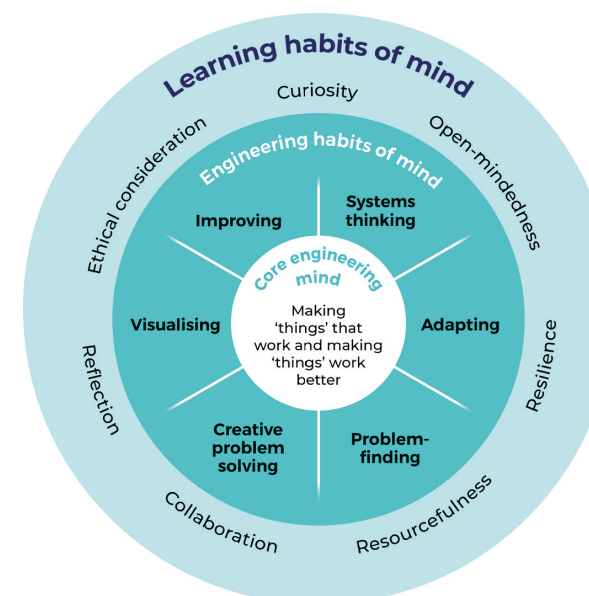 Learning habits of mind
Curiosity
Open-mindedness
Resilience
Resourcefulness
Collaboration
Reflection
Ethical consideration
Engineering habits of mind
Systems
thinking
Adapting
Problem-
finding
Creative
problem
solving
Visualising
Improving
Core engineering
mind
Making
‘things’ that
work and making
‘things’ work
better